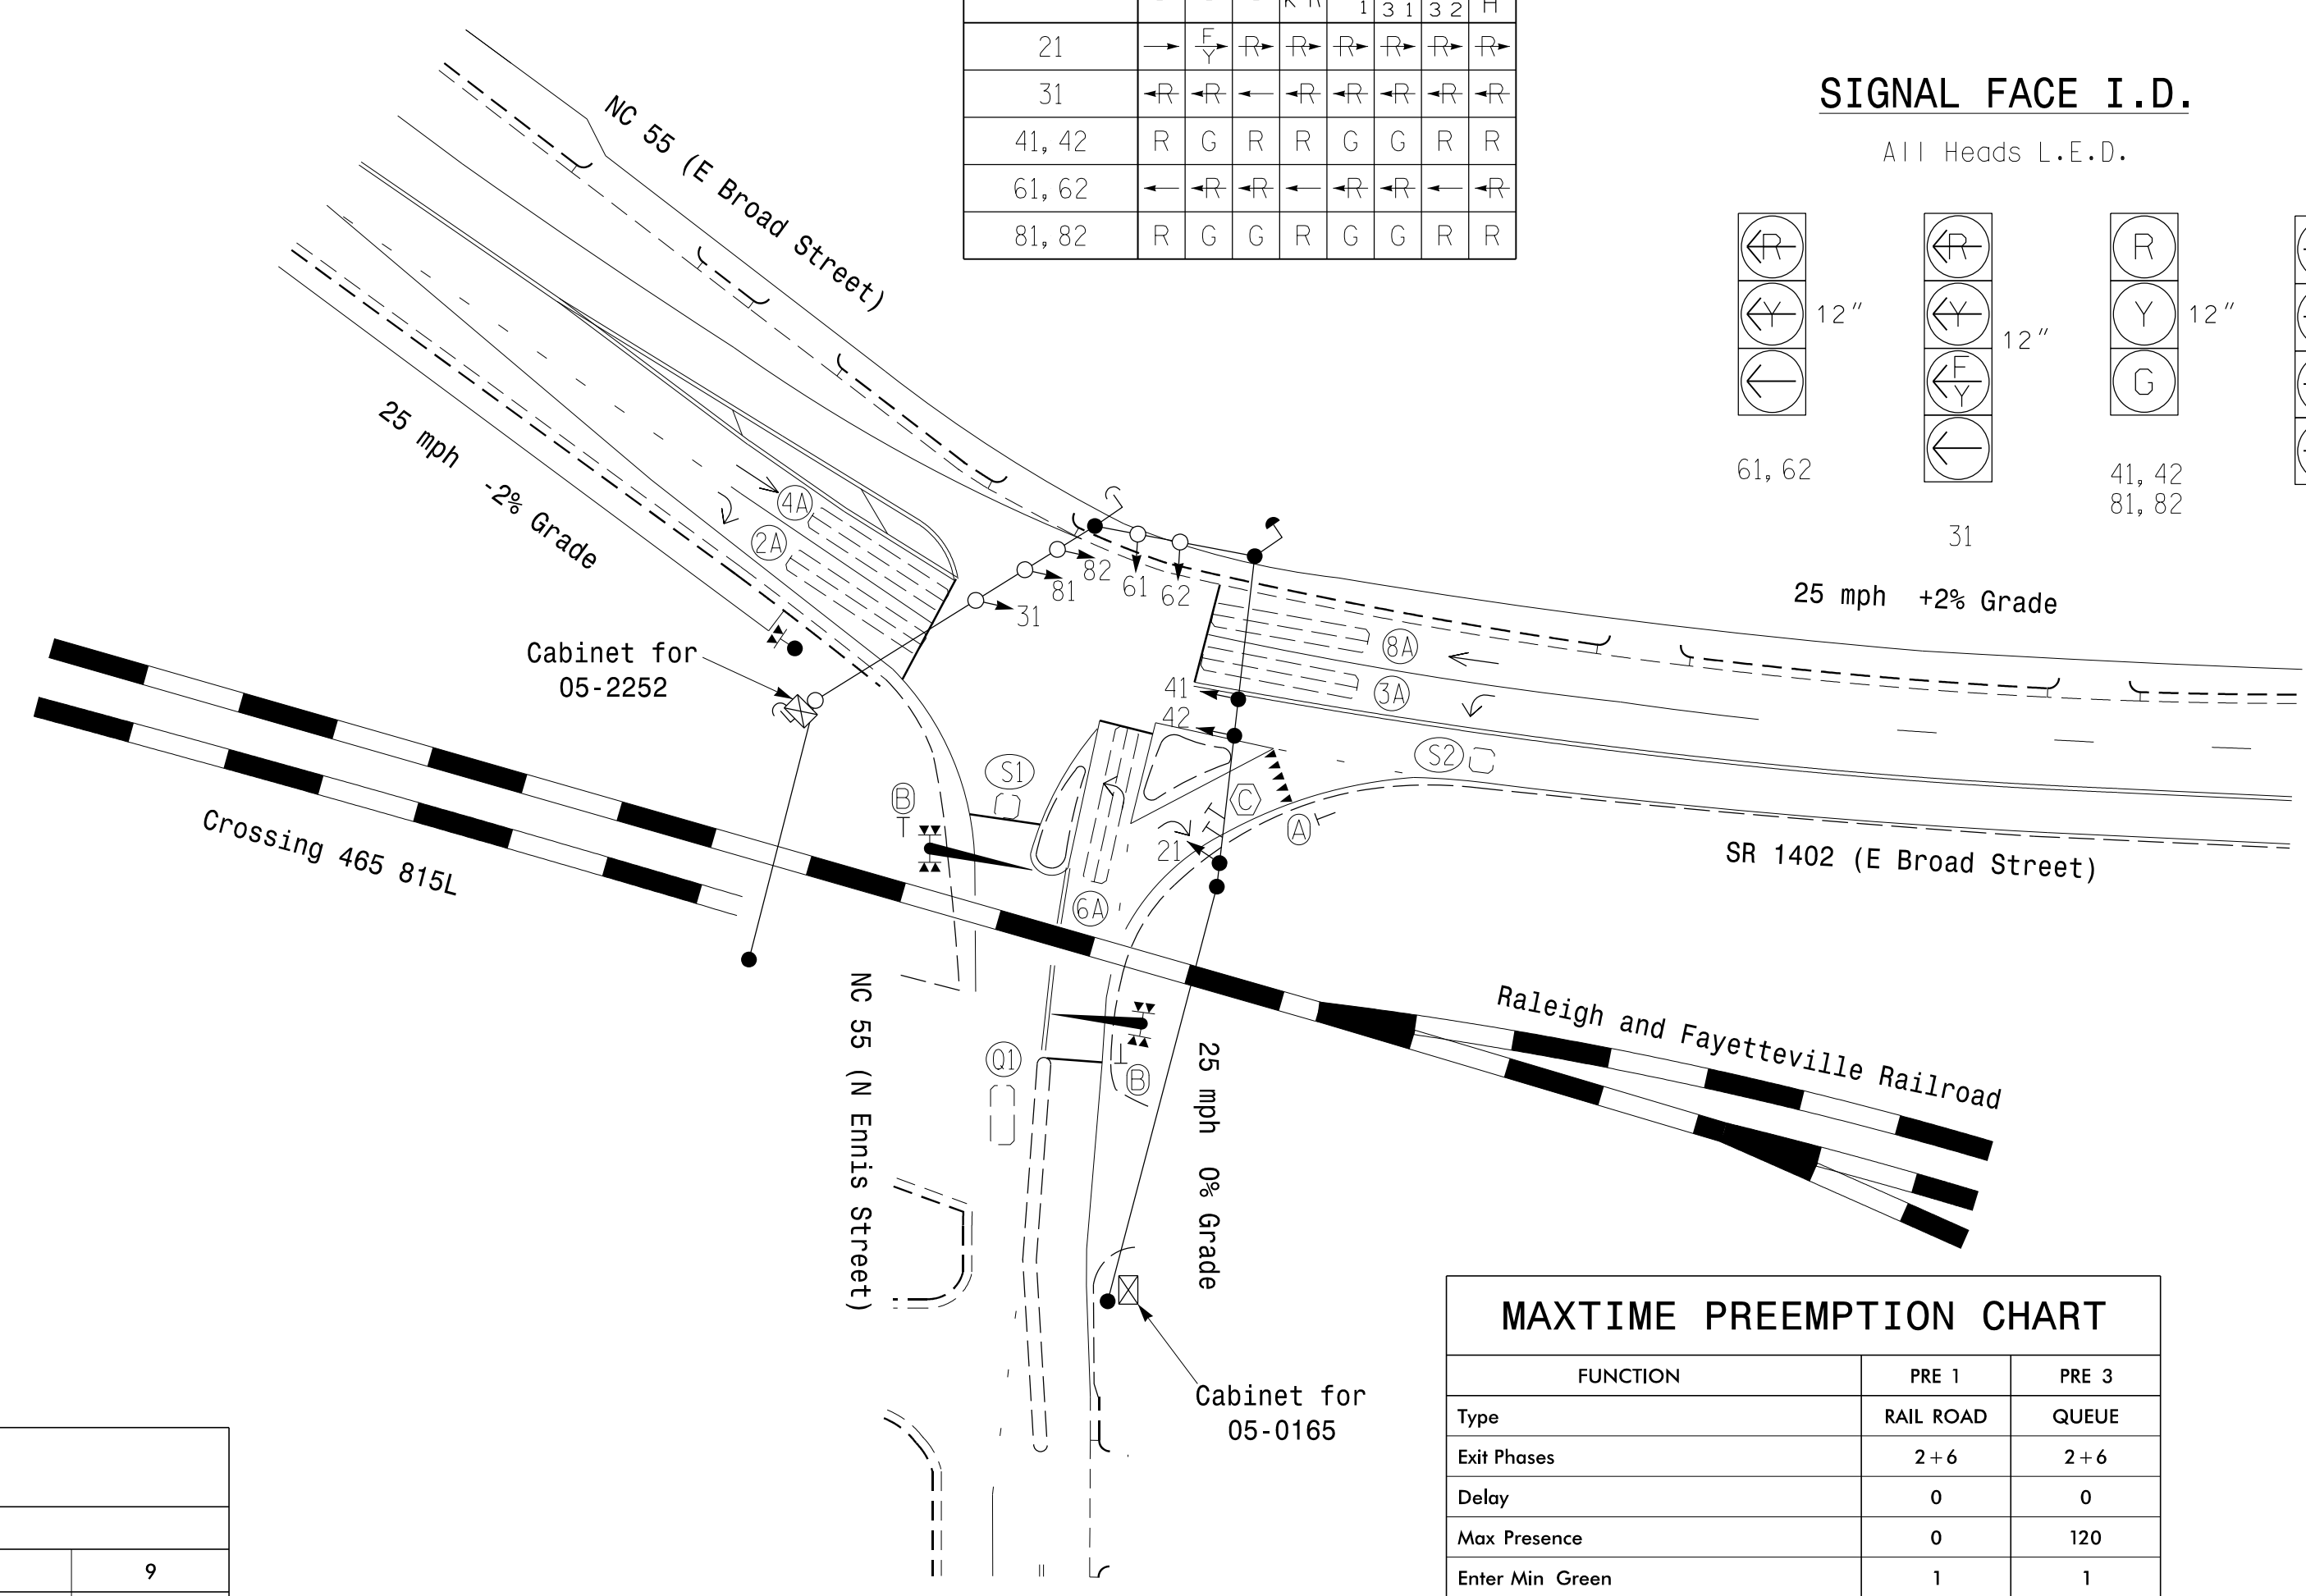 K R 1 3 1 3 2 H
21 F Y R R R R R R
31 R R R R R R R
41, 42 R G R R G G R R
61, 62 R R R R R
81, 82 R G G R G G R R
SIGNAL FACE I.D.
All Heads L.E.D.
R
Y 12"
61, 62
R
Y
12"
F
Y
31
R
Y 12"
G
41, 42
81, 82
NC 55 (E Broad Street)
25 mph -2% Grade
4A
2A
82
81
31
61
62
25 mph +2% Grade
8A
3A
Cabinet for
05-2252
41
42
S1
S2
B
C
A
21
6A
Crossing 465 815L
SR 1402 (E Broad Street)
NC 55 (N Ennis Street)
Q1
B
25 mph 0% Grade
Raleigh and Fayetteville Railroad
Cabinet for
05-0165
MAXTIME PREEMPTION CHART
FUNCTION PRE 1 PRE 3
Type RAIL ROAD QUEUE
Exit Phases 2+6 2+6
Delay 0 0
Max Presence 0 120
Enter Min Green 1 1
9